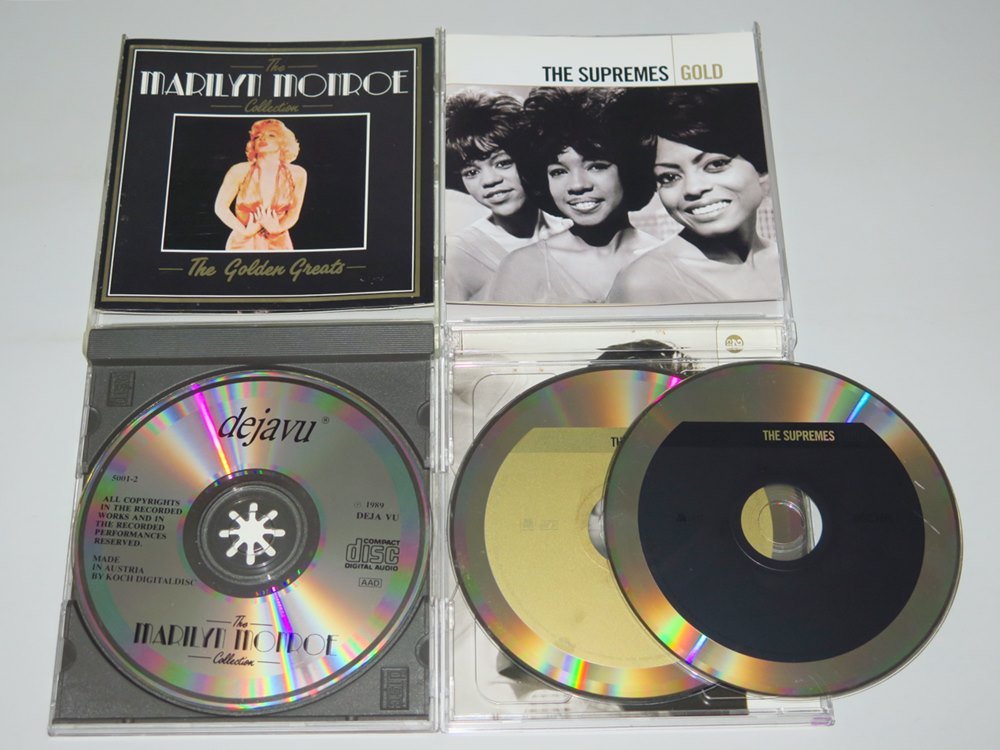 The
MARILYN MONROE
Collection
The Golden Greats
THE SUPREMES GOLD
dejavu®
5001-2
ALL COPYRIGHTS
IN THE RECORDED
WORKS AND IN
THE RECORDED
PERFORMANCES
RESERVED.
MADE
IN AUSTRIA
BY KOCH DIGITALDISC
℗ 1989
DEJA VU
COMPACT
disc
DIGITAL AUDIO
AAD
The
MARILYN MONROE
Collection
THE SUPREMES